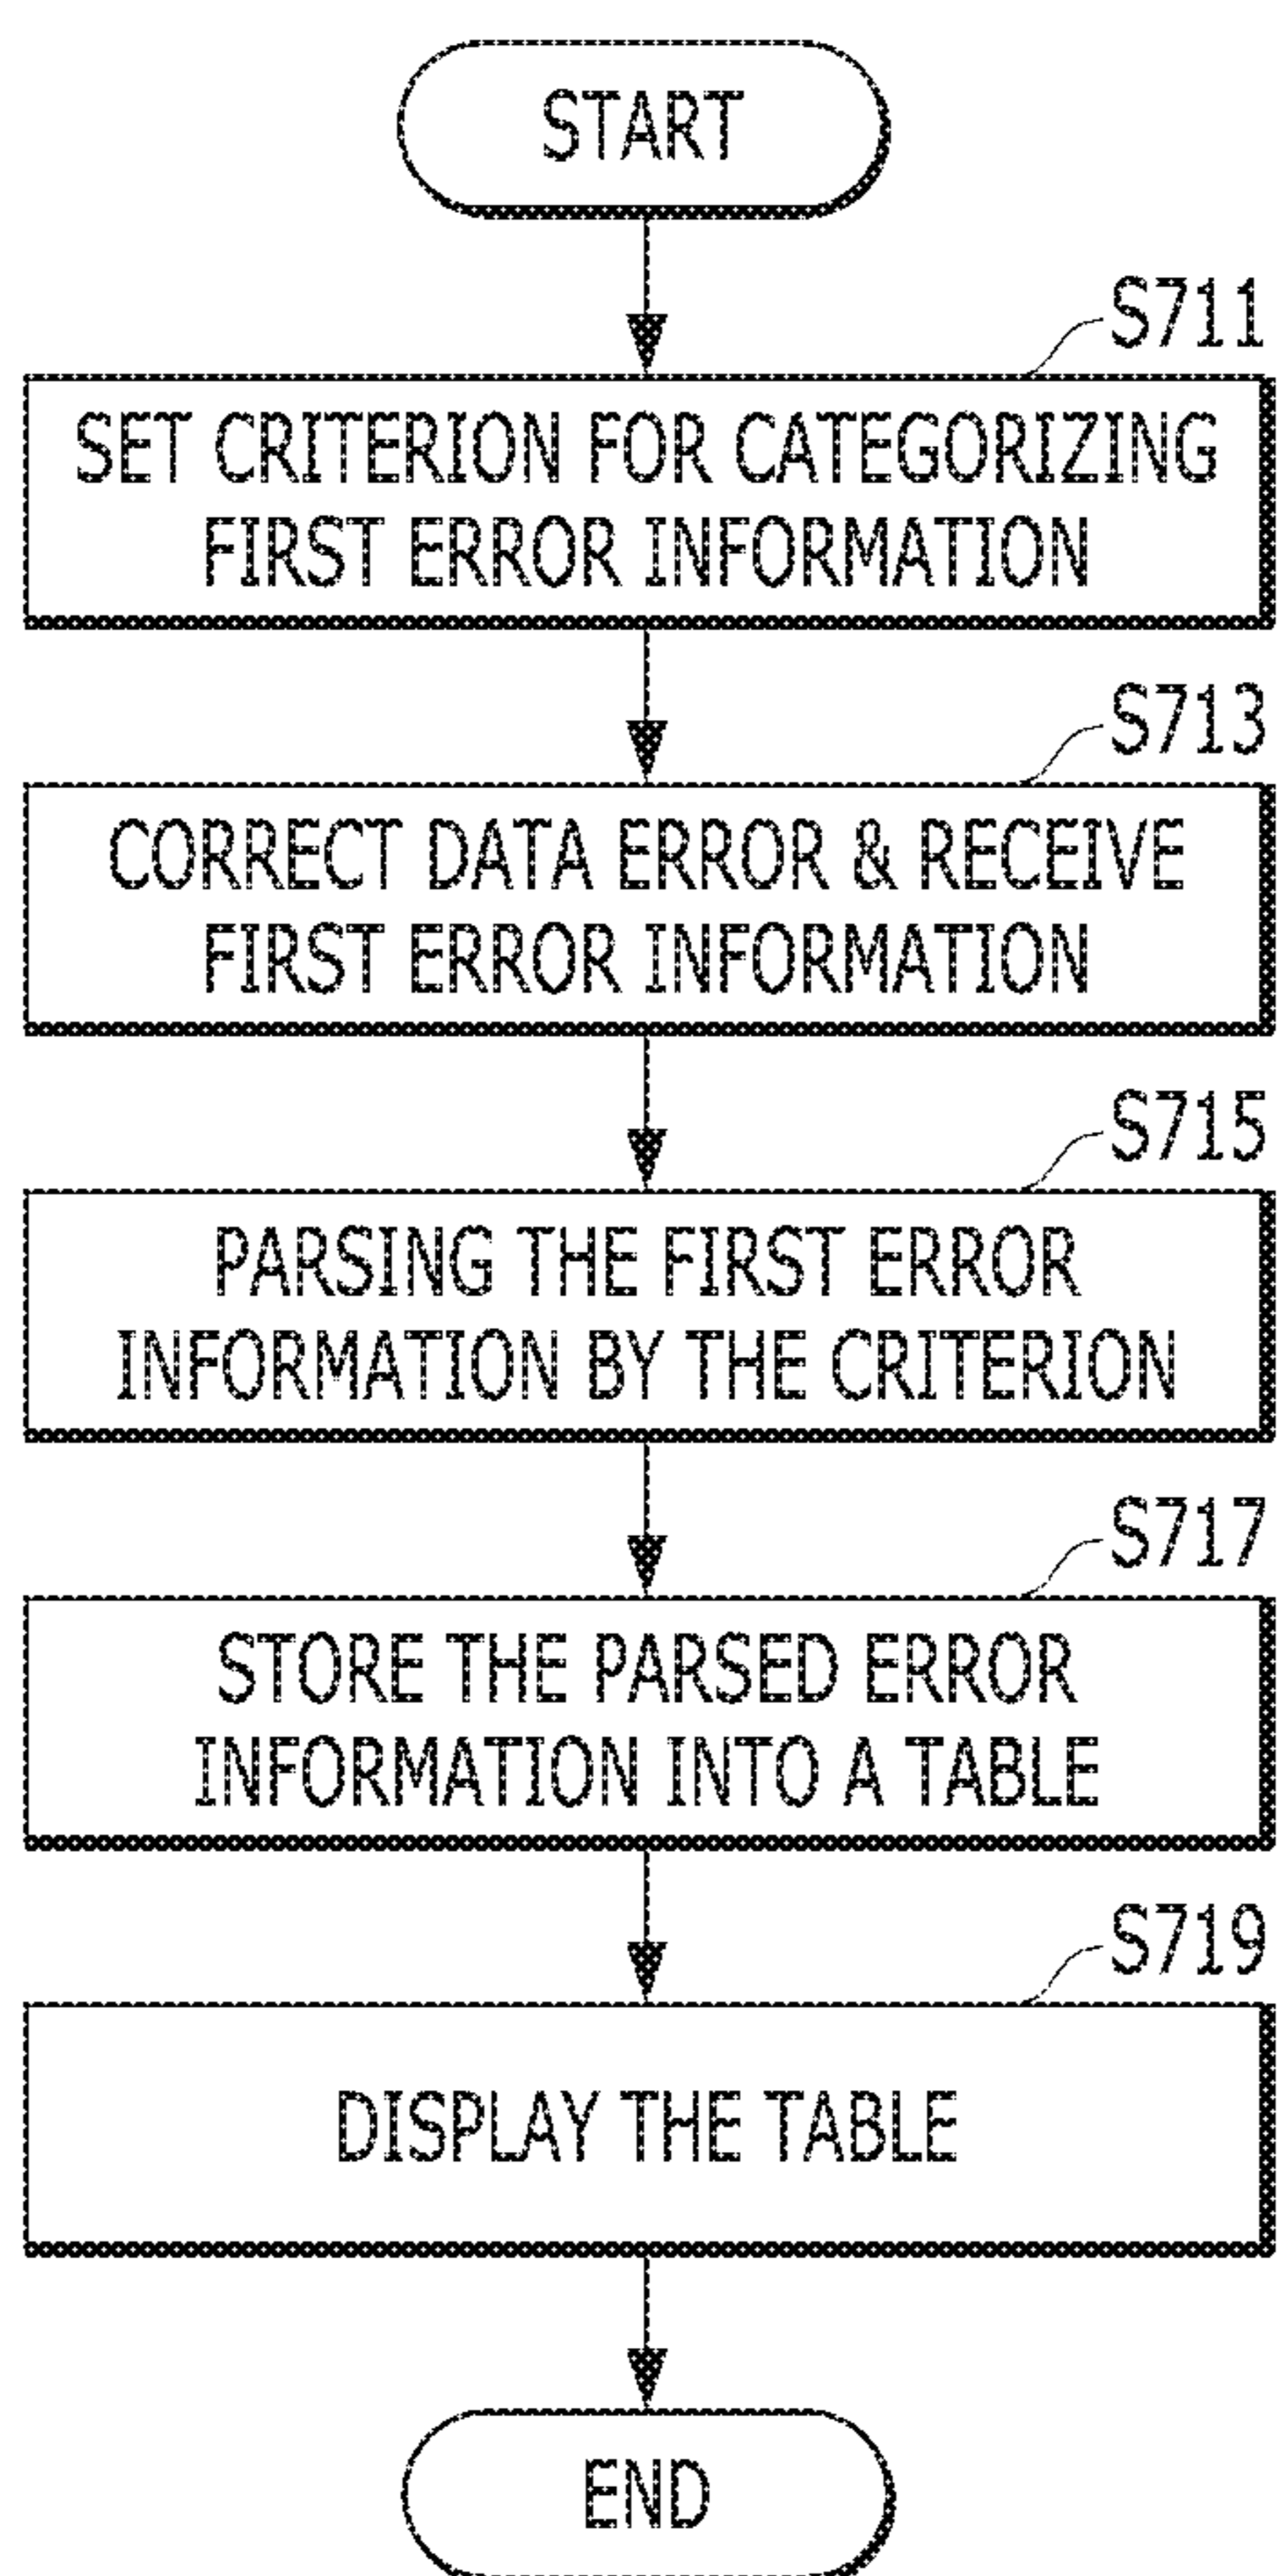 START
S711
SET CRITERION FOR CATEGORIZING
FIRST ERROR INFORMATION
S713
CORRECT DATA ERROR & RECEIVE
FIRST ERROR INFORMATION
S715
PARSING THE FIRST ERROR
INFORMATION BY THE CRITERION
S717
STORE THE PARSED ERROR
INFORMATION INTO A TABLE
S719
DISPLAY THE TABLE
END